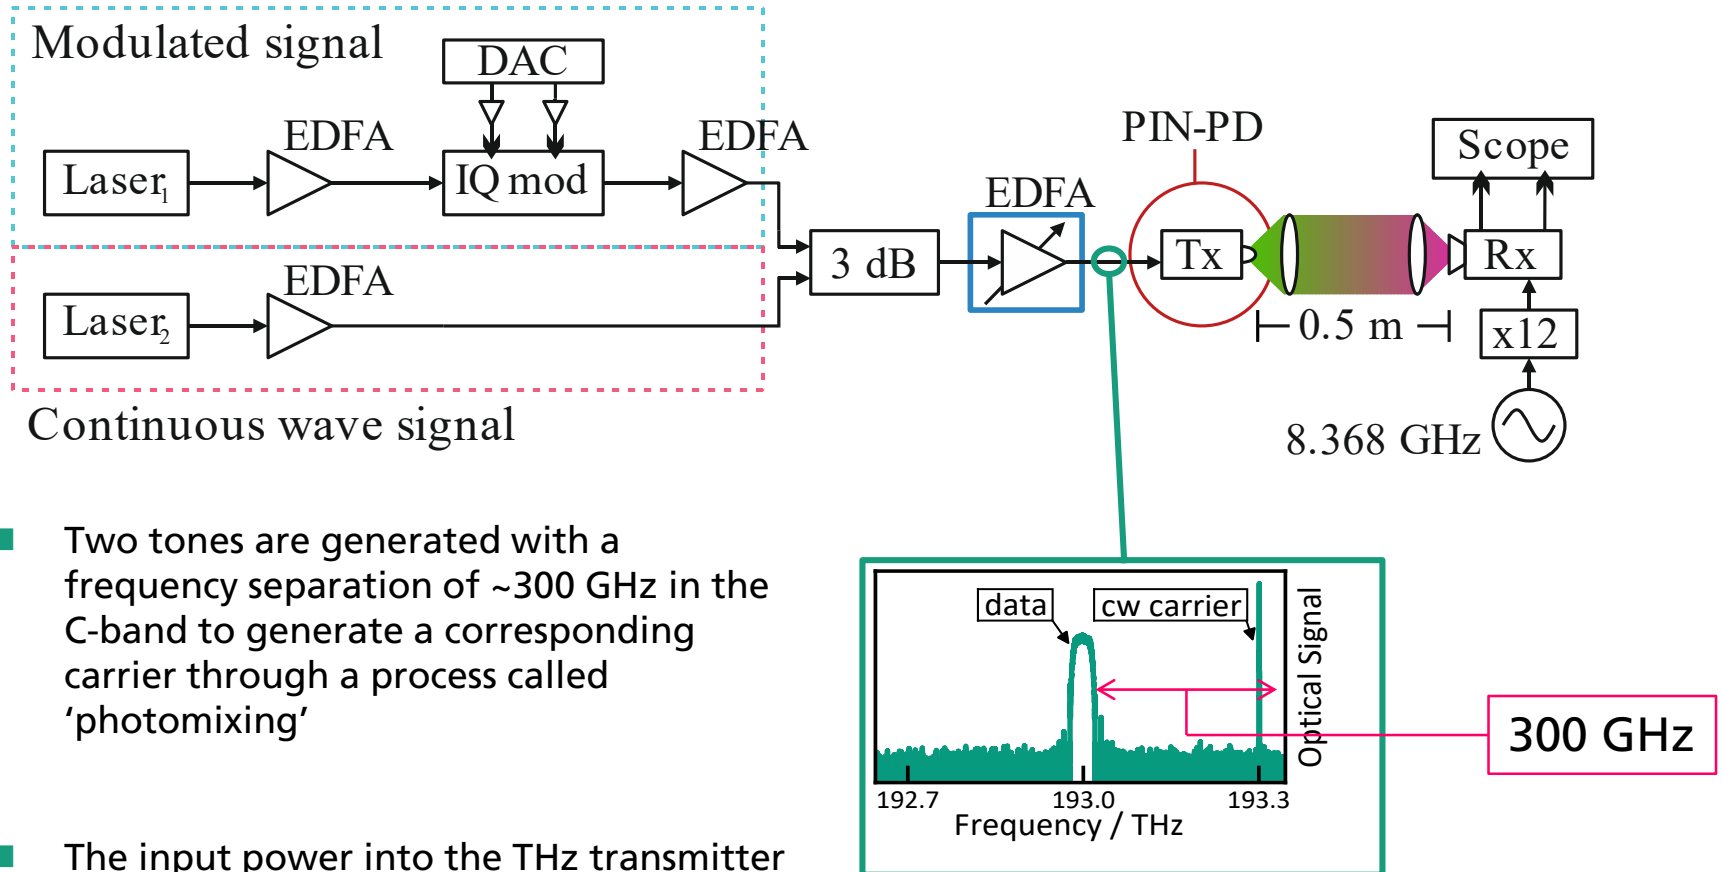 Modulated signal
DAC
EDFA
EDFA
PIN-PD
Scope
Laser1
IQ mod
EDFA
3 dB
Tx
Rx
EDFA
Laser2
0.5 m
x12
Continuous wave signal
8.368 GHz
Two tones are generated with a
frequency separation of ~300 GHz in the
C-band to generate a corresponding
carrier through a process called
‘photomixing’
The input power into the THz transmitter
data
cw carrier
Optical Signal
300 GHz
192.7
193.0
193.3
Frequency / THz